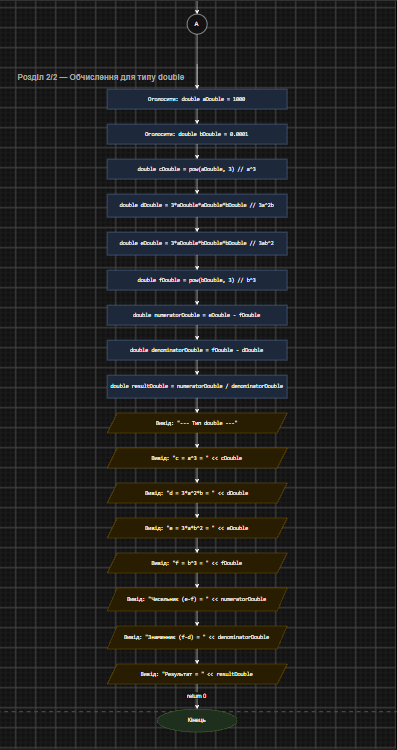 A
Розділ 2/2 — Обчислення для типу double
Оголосити: double aDouble = 1000
Оголосити: double bDouble = 0.0001
double cDouble = pow(aDouble, 3) // a^3
double dDouble = 3*aDouble*aDouble*bDouble // 3a^2b
double eDouble = 3*aDouble*bDouble*bDouble // 3ab^2
double fDouble = pow(bDouble, 3) // b^3
double numeratorDouble = eDouble - fDouble
double denominatorDouble = fDouble - dDouble
double resultDouble = numeratorDouble / denominatorDouble
Вивід: "--- Тип double ---"
Вивід: "c = a^3 = " << cDouble
Вивід: "d = 3*a^2*b = " << dDouble
Вивід: "e = 3*a*b^2 = " << eDouble
Вивід: "f = b^3 = " << fDouble
Вивід: "Чисельник (e-f) = " << numeratorDouble
Вивід: "Знаменник (f-d) = " << denominatorDouble
Вивід: "Результат = " << resultDouble
return 0
Кінець